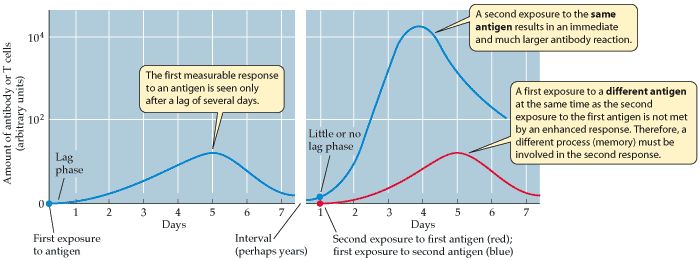 Amount of antibody or T cells
(arbitrary units)
10⁴
10²
0
The first measurable response
to an antigen is seen only
after a lag of several days.
Lag
phase
1 2 3 4 5 6 7
Days
First exposure
to antigen
Interval
(perhaps years)
A second exposure to the same
antigen results in an immediate
and much larger antibody reaction.
A first exposure to a different antigen
at the same time as the second
exposure to the first antigen is not met
by an enhanced response. Therefore, a
different process (memory) must be
involved in the second response.
Little or no
lag phase
1 2 3 4 5 6 7
Days
Second exposure to first antigen (red);
first exposure to second antigen (blue)